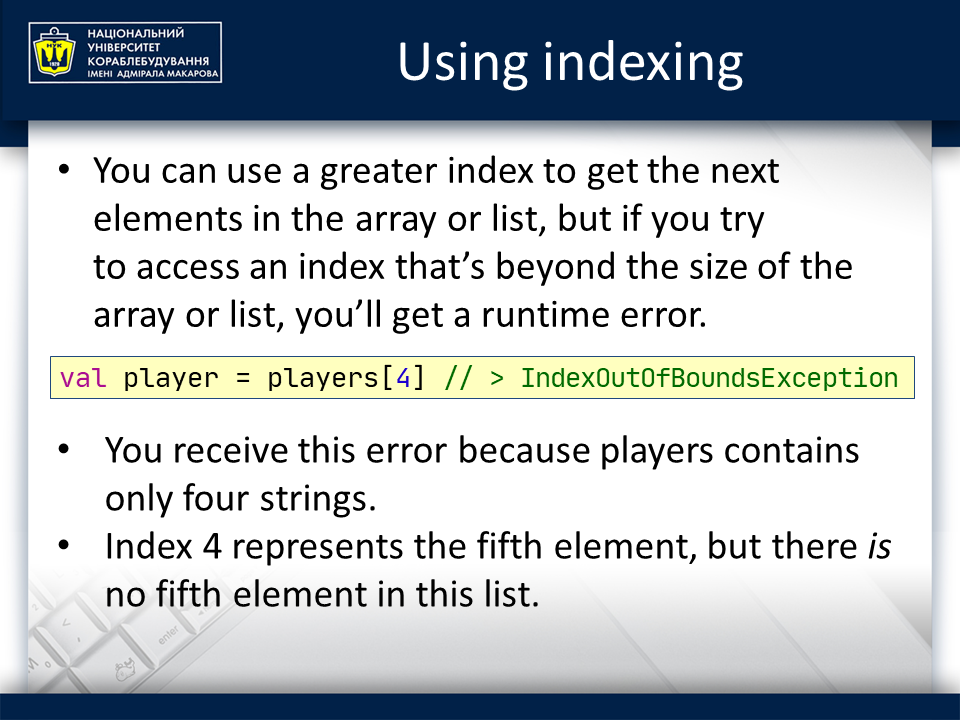 НАЦІОНАЛЬНИЙ
УНІВЕРСИТЕТ
КОРАБЛЕБУДУВАННЯ
ІМЕНІ АДМІРАЛА МАКАРОВА
НУК
1920
Using indexing
• You can use a greater index to get the next
elements in the array or list, but if you try
to access an index that’s beyond the size of the
array or list, you’ll get a runtime error.
val player = players[4] // > IndexOutOfBoundsException
• You receive this error because players contains
only four strings.
• Index 4 represents the fifth element, but there is
no fifth element in this list.
enter